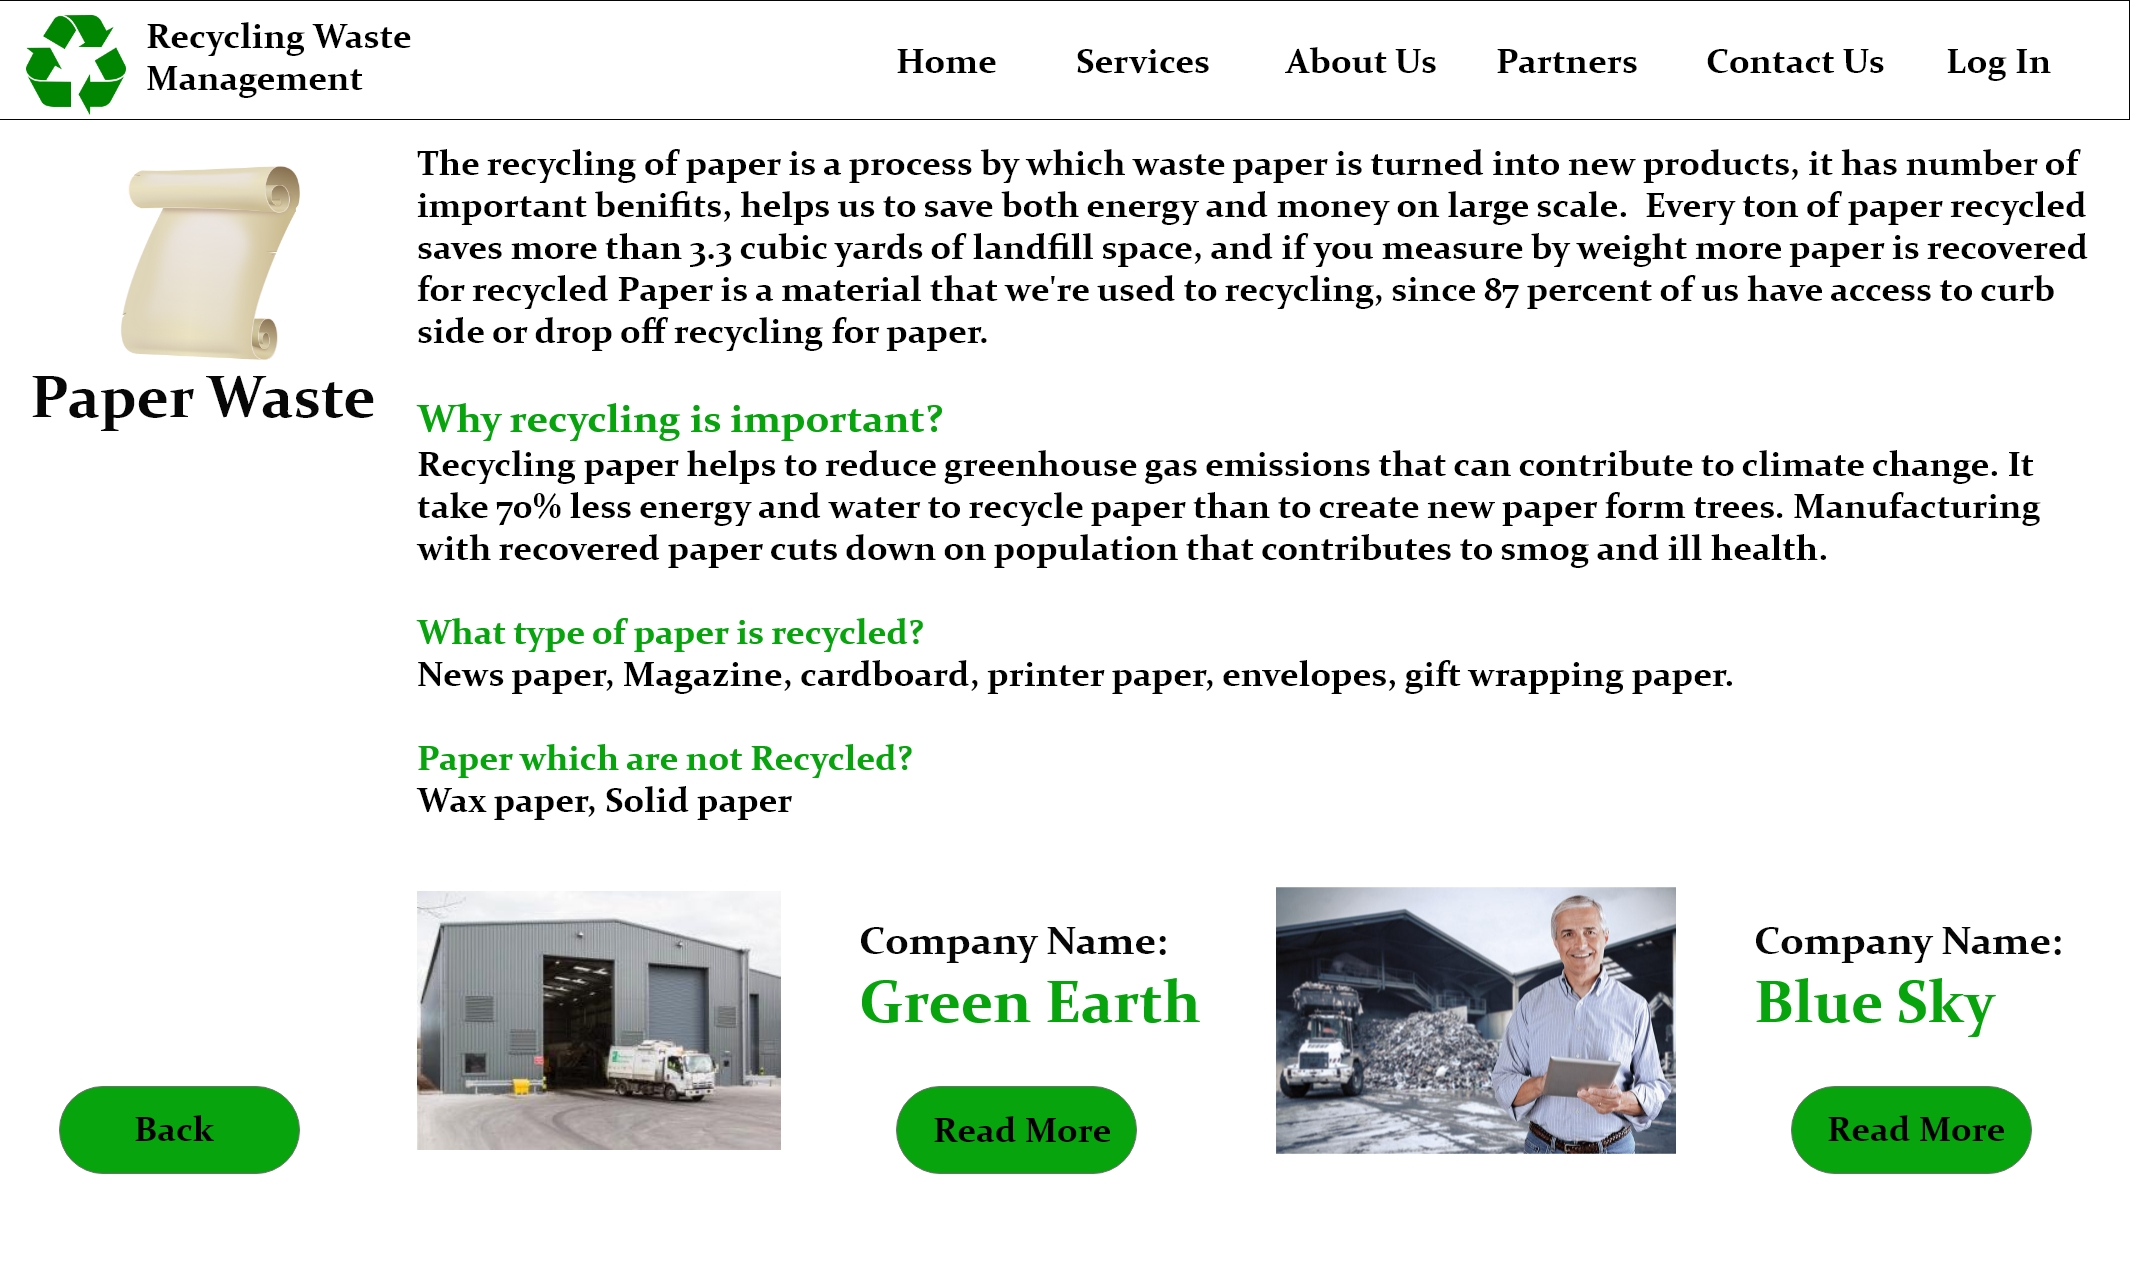 Recycling Waste
Management
Home Services About Us Partners Contact Us Log In
Paper Waste
The recycling of paper is a process by which waste paper is turned into new products, it has number of
important benifits, helps us to save both energy and money on large scale.  Every ton of paper recycled
saves more than 3.3 cubic yards of landfill space, and if you measure by weight more paper is recovered
for recycled Paper is a material that we're used to recycling, since 87 percent of us have access to curb
side or drop off recycling for paper.
Why recycling is important?
Recycling paper helps to reduce greenhouse gas emissions that can contribute to climate change. It
take 70% less energy and water to recycle paper than to create new paper form trees. Manufacturing
with recovered paper cuts down on population that contributes to smog and ill health.
What type of paper is recycled?
News paper, Magazine, cardboard, printer paper, envelopes, gift wrapping paper.
Paper which are not Recycled?
Wax paper, Solid paper
Company Name:
Green Earth
Read More
Company Name:
Blue Sky
Read More
Back